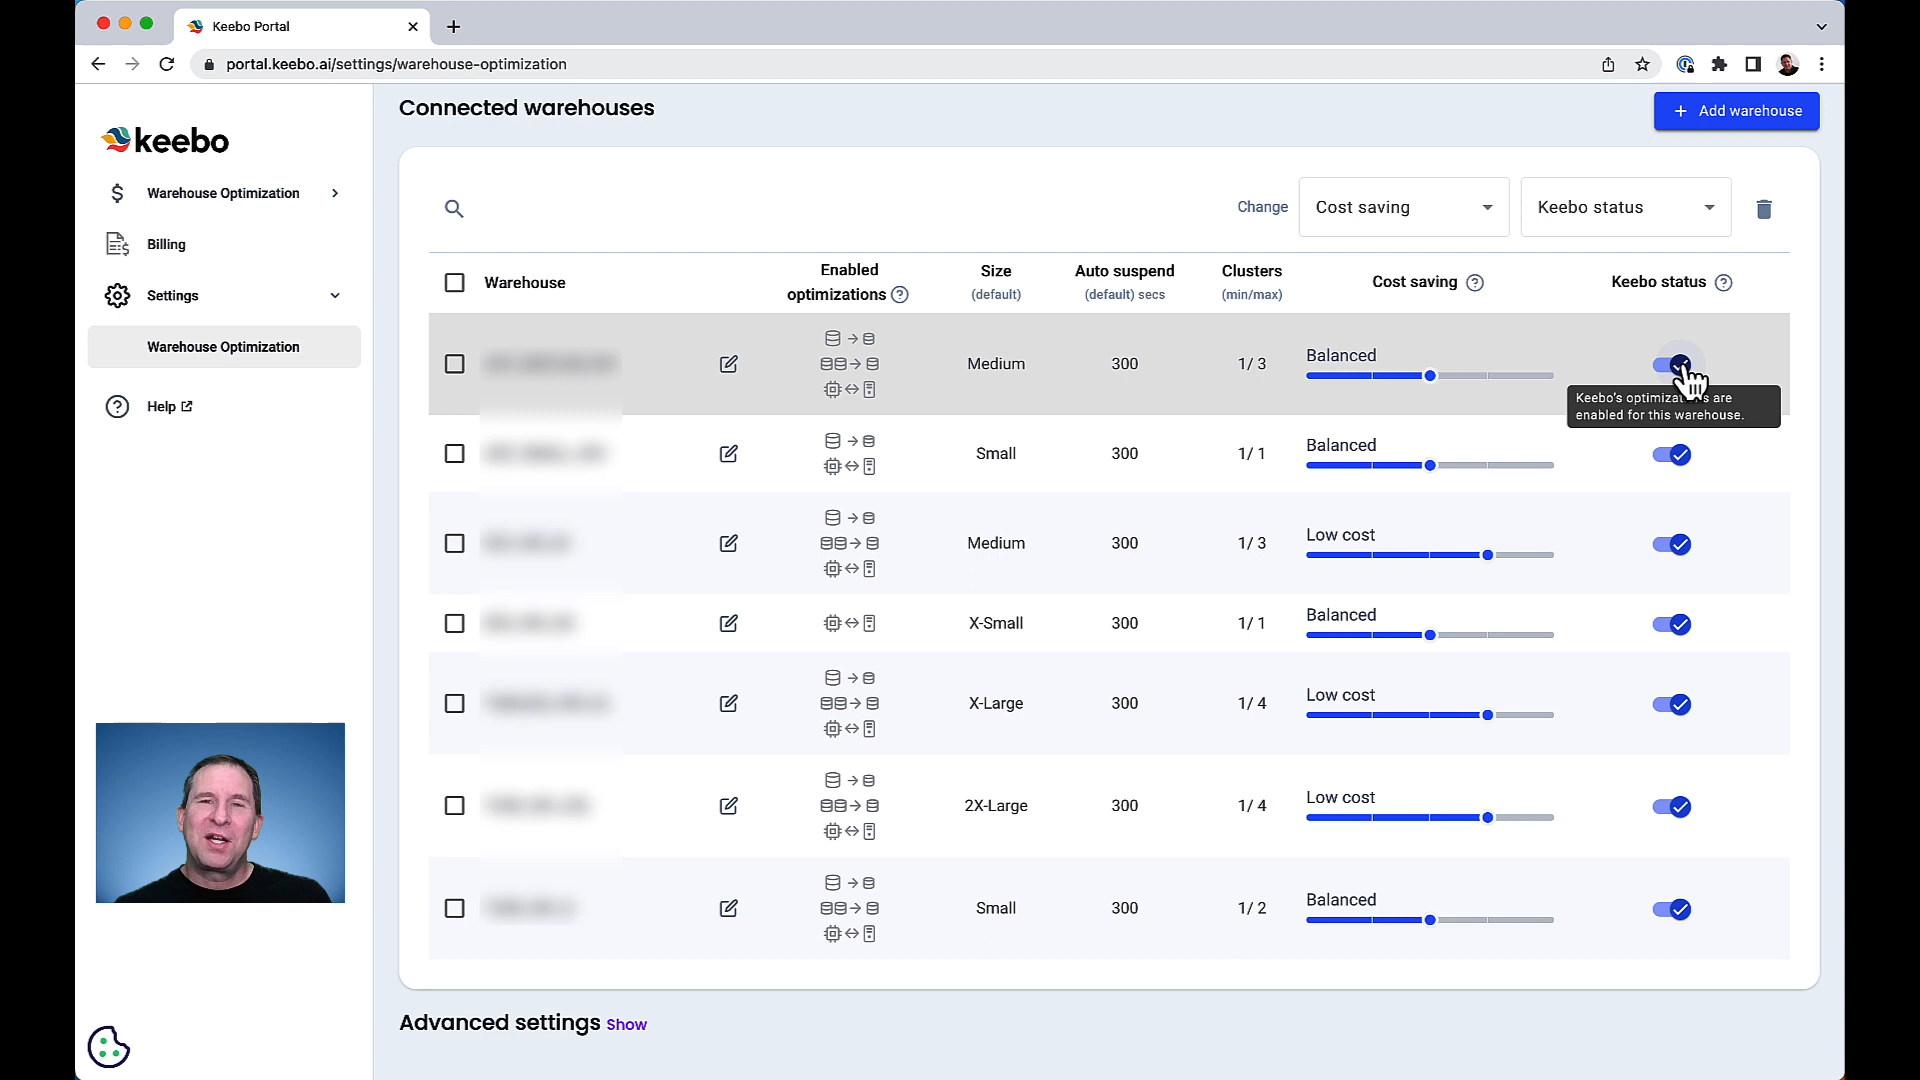 Keebo Portal
portal.keebo.ai/settings/warehouse-optimization
keebo
Warehouse Optimization
Billing
Settings
Warehouse Optimization
Help
Connected warehouses
+ Add warehouse
Change
Cost saving
Keebo status
Warehouse
Enabled
optimizations
Size
(default)
Auto suspend
(default) secs
Clusters
(min/max)
Cost saving
Keebo status
Medium 300 1/ 3 Balanced
Keebo's optimizations are
enabled for this warehouse.
Small 300 1/ 1 Balanced
Medium 300 1/ 3 Low cost
X-Small 300 1/ 1 Balanced
X-Large 300 1/ 4 Low cost
2X-Large 300 1/ 4 Low cost
Small 300 1/ 2 Balanced
Advanced settings Show